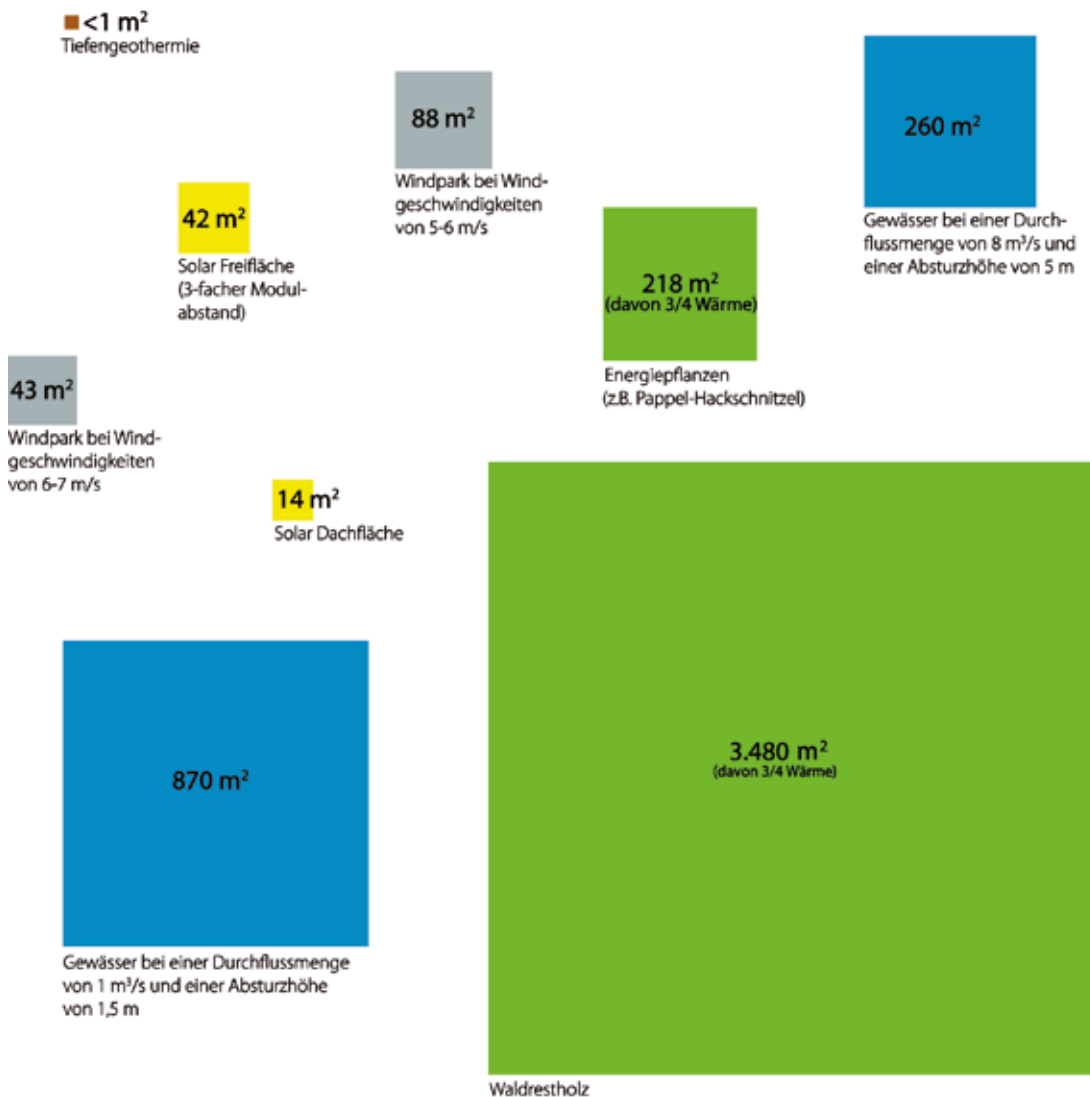 <1 m²
Tiefengeothermie
88 m²
Windpark bei Wind-
geschwindigkeiten
von 5-6 m/s
260 m²
Gewässer bei einer Durch-
flussmenge von 8 m³/s und
einer Absturzhöhe von 5 m
42 m²
Solar Freifläche
(3-facher Modul-
abstand)
218 m²
(davon 3/4 Wärme)
Energiepflanzen
(z.B. Pappel-Hackschnitzel)
43 m²
Windpark bei Wind-
geschwindigkeiten
von 6-7 m/s
14 m²
Solar Dachfläche
870 m²
Gewässer bei einer Durchflussmenge
von 1 m³/s und einer Absturzhöhe
von 1,5 m
3.480 m²
(davon 3/4 Wärme)
Waldrestholz